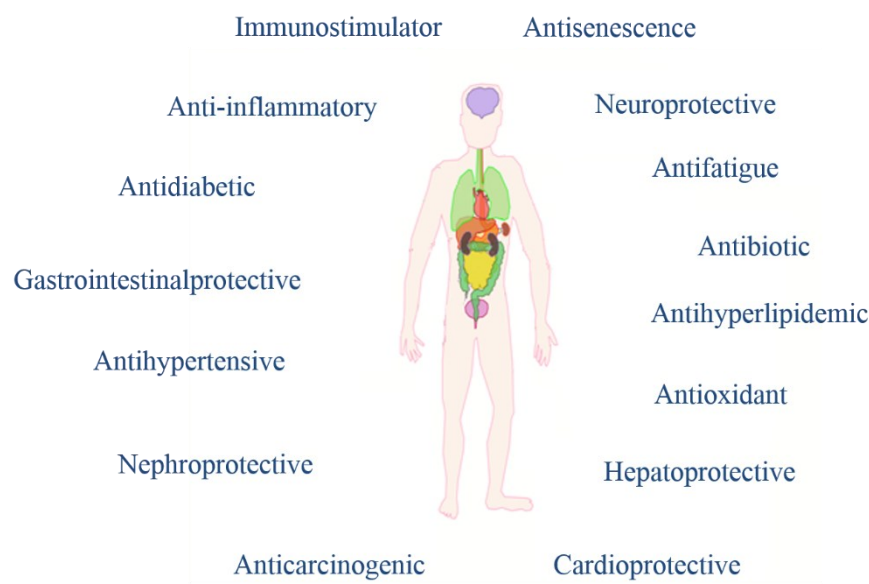 Immunostimulator
Antisenescence
Anti-inflammatory
Neuroprotective
Antidiabetic
Antifatigue
Gastrointestinalprotective
Antibiotic
Antihypertensive
Antihyperlipidemic
Antioxidant
Nephroprotective
Hepatoprotective
Anticarcinogenic
Cardioprotective